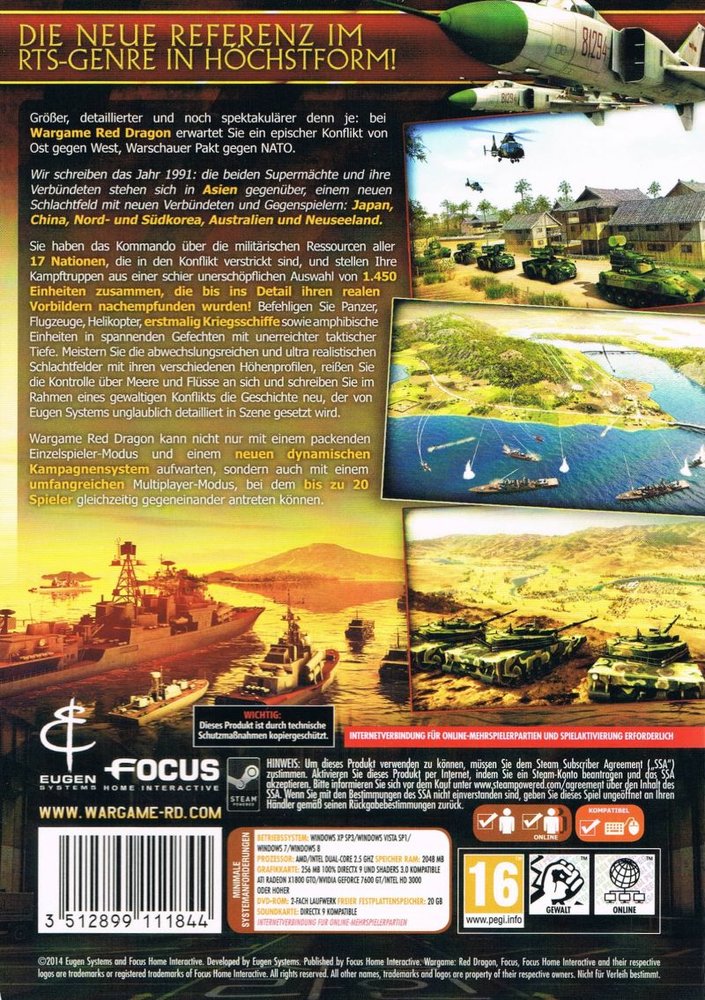 DIE NEUE REFERENZ IM
RTS-GENRE IN HÖCHSTFORM!
81294
Größer, detaillierter und noch spektakulärer denn je: bei
Wargame Red Dragon erwartet Sie ein epischer Konflikt von
Ost gegen West, Warschauer Pakt gegen NATO.
Wir schreiben das Jahr 1991: die beiden Supermächte und ihre
Verbündeten stehen sich in Asien gegenüber, einem neuen
Schlachtfeld mit neuen Verbündeten und Gegenspielern: Japan,
China, Nord- und Südkorea, Australien und Neuseeland.
Sie haben das Kommando über die militärischen Ressourcen aller
17 Nationen, die in den Konflikt verstrickt sind, und stellen Ihre
Kampftruppen aus einer schier unerschöpflichen Auswahl von 1.450
Einheiten zusammen, die bis ins Detail ihren realen
Vorbildern nachempfunden wurden! Befehligen Sie Panzer,
Flugzeuge, Helikopter, erstmalig Kriegsschiffe sowie amphibische
Einheiten in spannenden Gefechten mit unerreichter taktischer
Tiefe. Meistern Sie die abwechslungsreichen und ultra realistischen
Schlachtfelder mit ihren verschiedenen Höhenprofilen, reißen Sie
die Kontrolle über Meere und Flüsse an sich und schreiben Sie im
Rahmen eines gewaltigen Konflikts die Geschichte neu, der von
Eugen Systems unglaublich detailliert in Szene gesetzt wird.
Wargame Red Dragon kann nicht nur mit einem packenden
Einzelspieler-Modus und einem neuen dynamischen
Kampagnensystem aufwarten, sondern auch mit einem
umfangreichen Multiplayer-Modus, bei dem bis zu 20
Spieler gleichzeitig gegeneinander antreten können.
WICHTIG:
Dieses Produkt ist durch technische
Schutzmaßnahmen kopiergeschützt.
INTERNETVERBINDUNG FÜR ONLINE-MEHRSPIELERPARTIEN UND SPIELAKTIVIERUNG ERFORDERLICH
EUGEN
SYSTEMS
FOCUS
HOME INTERACTIVE
STEAM
POWERED
HINWEIS: Um dieses Produkt verwenden zu können, müssen Sie dem Steam Subscriber Agreement („SSA“)
zustimmen. Aktivieren Sie dieses Produkt per Internet, indem Sie ein Steam-Konto beantragen und das SSA
akzeptieren. Bitte informieren Sie sich vor dem Kauf unter www.steampowered.com/agreement über den Inhalt des
SSA. Wenn Sie mit den Bestimmungen des SSA nicht einverstanden sind, geben Sie dieses Spiel ungeöffnet an Ihren
Händler gemäß seinen Rückgabebestimmungen zurück.
WWW.WARGAME-RD.COM
ONLINE
KOMPATIBEL
3 512899 111844
MINIMALE
SYSTEMANFORDERUNGEN
BETRIEBSSYSTEM: WINDOWS XP SP3/WINDOWS VISTA SP1/
WINDOWS 7/WINDOWS 8
PROZESSOR: AMD/INTEL DUAL-CORE 2.5 GHZ SPEICHER RAM: 2048 MB
GRAFIKKARTE: 256 MB 100% DIRECTX 9 UND SHADERS 3.0 KOMPATIBLE
ATI RADEON X1800 GTO/NVIDIA GEFORCE 7600 GT/INTEL HD 3000
ODER HOHER
DVD-ROM: 2-FACH LAUFWERK FREIER FESTPLATTENSPEICHER: 20 GB
SOUNDKARTE: DIRECTX 9 KOMPATIBLE
INTERNETVERBINDUNG FÜR ONLINE-MEHRSPIELERPARTIEN
16
www.pegi.info
GEWALT
ONLINE
©2014 Eugen Systems and Focus Home Interactive. Developed by Eugen Systems. Published by Focus Home Interactive. Wargame: Red Dragon, Focus, Focus Home Interactive and their respective
logos are trademarks or registered trademarks of Focus Home Interactive. All rights reserved. All other names, trademarks and logos are property of their respective owners. Nicht für Verleih bestimmt.